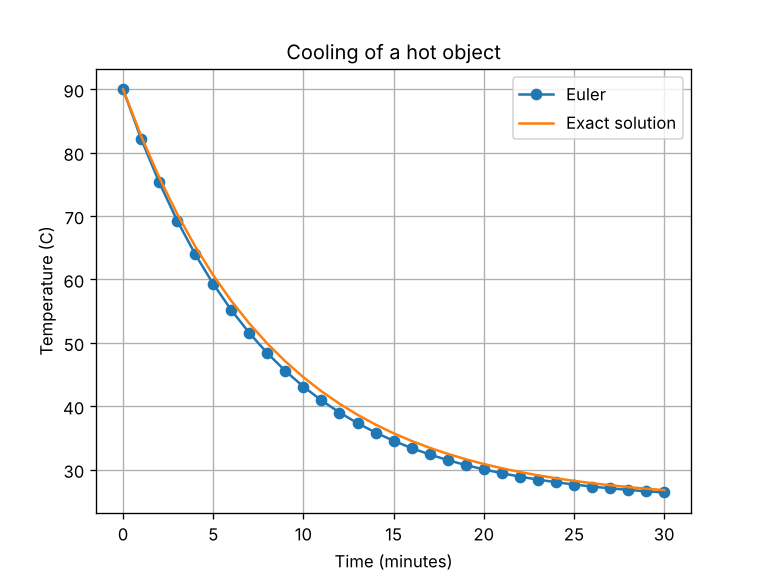 Cooling of a hot object
Euler
Exact solution
Temperature (C)
90
80
70
60
50
40
30
0 5 10 15 20 25 30
Time (minutes)